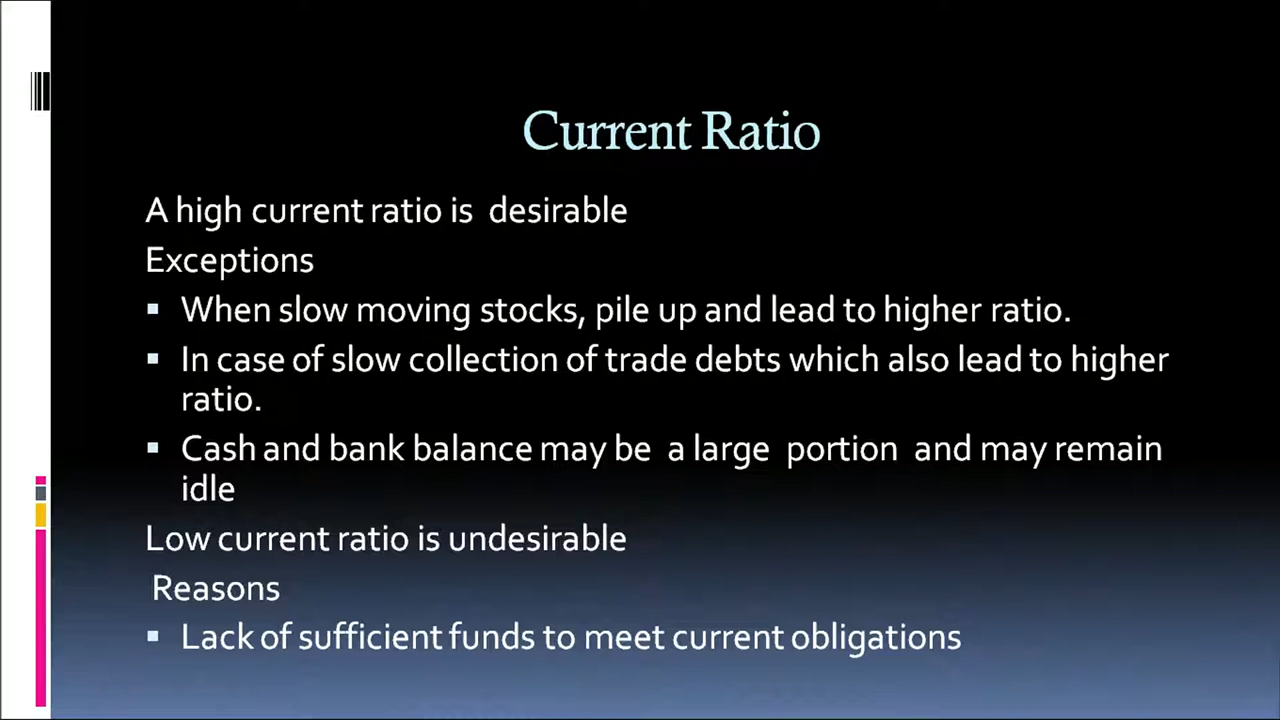 Current Ratio
A high current ratio is desirable
Exceptions
▪ When slow moving stocks, pile up and lead to higher ratio.
▪ In case of slow collection of trade debts which also lead to higher
ratio.
▪ Cash and bank balance may be a large portion and may remain
idle
Low current ratio is undesirable
Reasons
▪ Lack of sufficient funds to meet current obligations